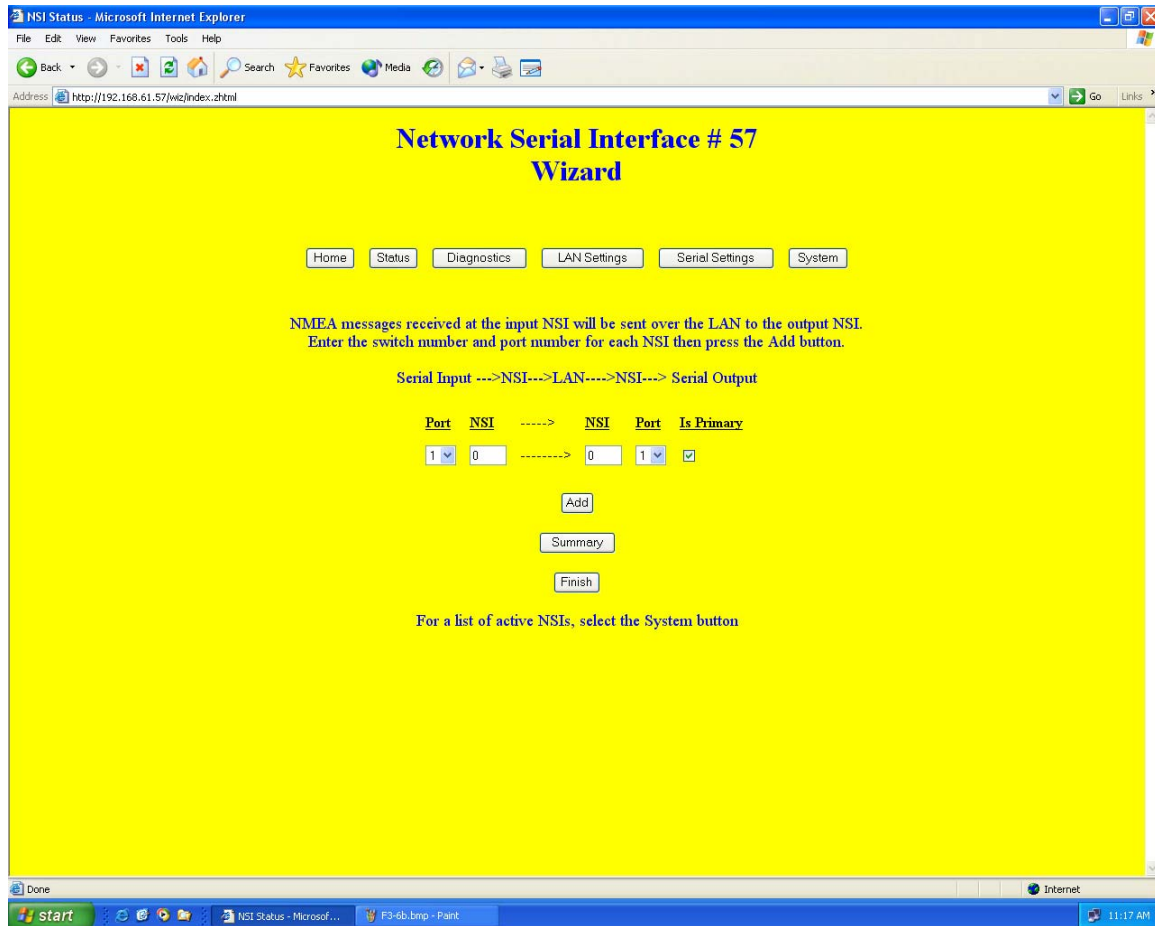 NSI Status - Microsoft Internet Explorer
File Edit View Favorites Tools Help
Back Search Favorites Media
Address http://192.168.61.57/wiz/index.zhtml Go Links »
Network Serial Interface # 57
Wizard
Home Status Diagnostics LAN Settings Serial Settings System
NMEA messages received at the input NSI will be sent over the LAN to the output NSI.
Enter the switch number and port number for each NSI then press the Add button.
Serial Input --->NSI--->LAN---->NSI---> Serial Output
Port NSI -----> NSI Port Is Primary
1 0 --------> 0 1
Add
Summary
Finish
For a list of active NSIs, select the System button
Done Internet
start NSI Status - Microsof... F3-6b.bmp - Paint 11:17 AM